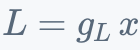 L = g_L x